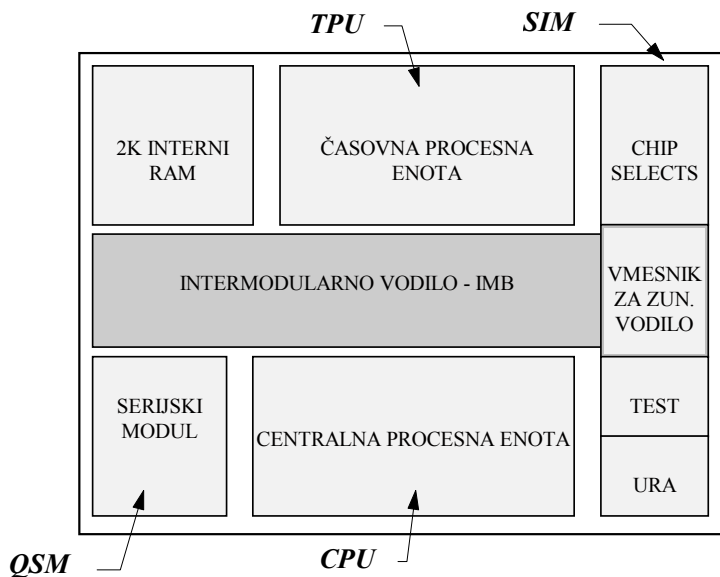 TPU
SIM
2K INTERNI
RAM
ČASOVNA PROCESNA
ENOTA
CHIP
SELECTS
INTERMODULARNO VODILO - IMB
VMESNIK
ZA ZUN.
VODILO
SERIJSKI
MODUL
CENTRALNA PROCESNA ENOTA
TEST
URA
QSM
CPU